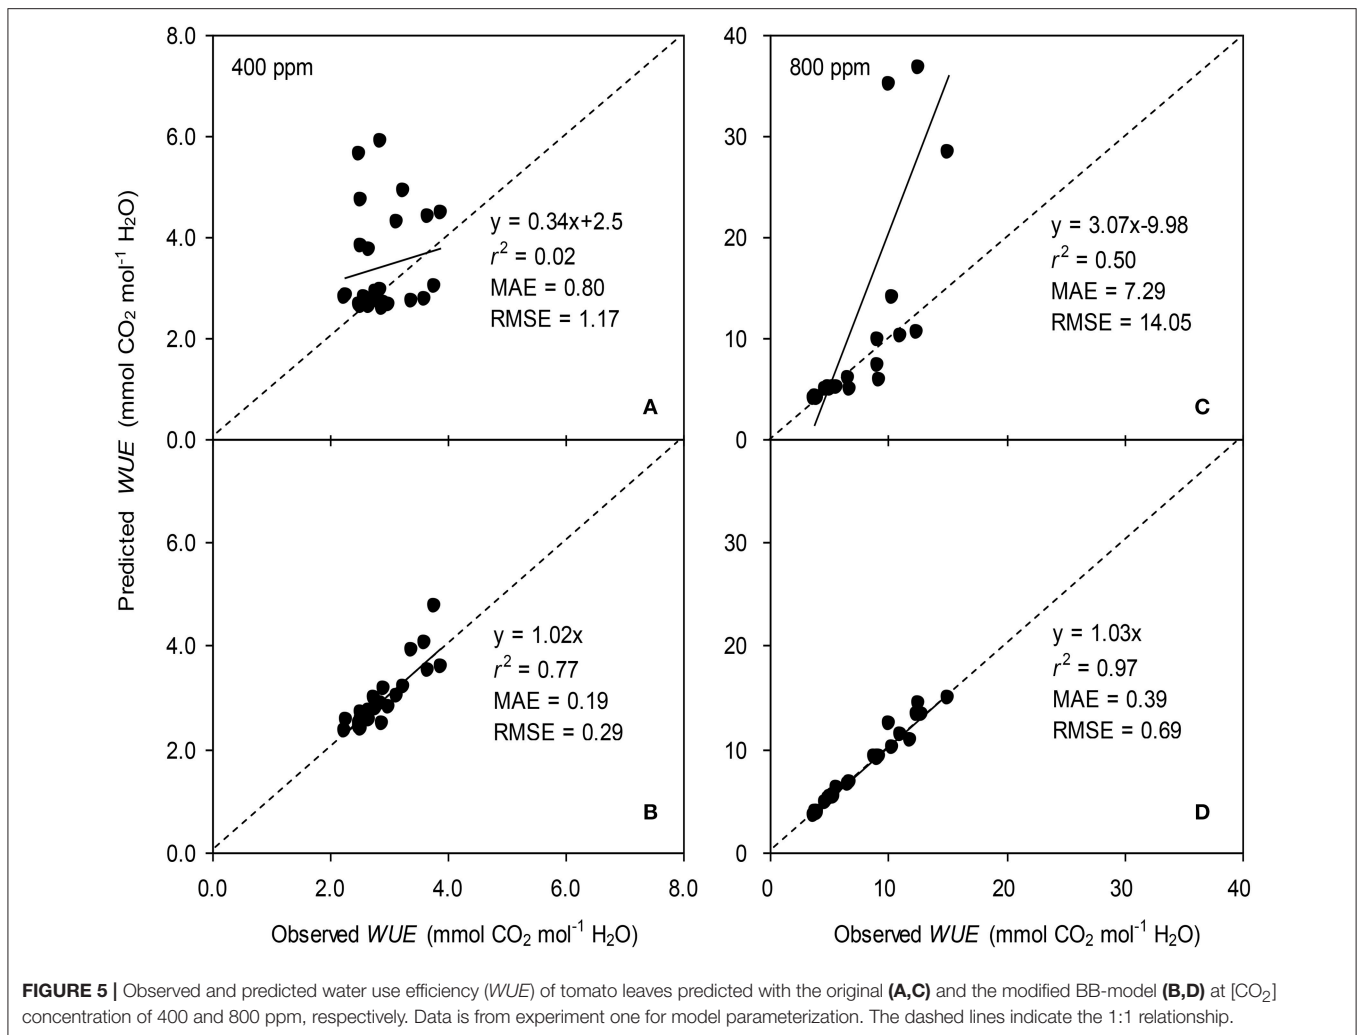 Predicted WUE (mmol CO₂ mol⁻¹ H₂O)
8.0
6.0
4.0
2.0
0.0
400 ppm
y = 0.34x+2.5
r² = 0.02
MAE = 0.80
RMSE = 1.17
A
40
30
20
10
0
800 ppm
y = 3.07x-9.98
r² = 0.50
MAE = 7.29
RMSE = 14.05
C
6.0
4.0
2.0
0.0
y = 1.02x
r² = 0.77
MAE = 0.19
RMSE = 0.29
B
0.0 2.0 4.0 6.0 8.0
Observed WUE (mmol CO₂ mol⁻¹ H₂O)
30
20
10
0
y = 1.03x
r² = 0.97
MAE = 0.39
RMSE = 0.69
D
0 10 20 30 40
Observed WUE (mmol CO₂ mol⁻¹ H₂O)
FIGURE 5 | Observed and predicted water use efficiency (WUE) of tomato leaves predicted with the original (A,C) and the modified BB-model (B,D) at [CO₂]
concentration of 400 and 800 ppm, respectively. Data is from experiment one for model parameterization. The dashed lines indicate the 1:1 relationship.